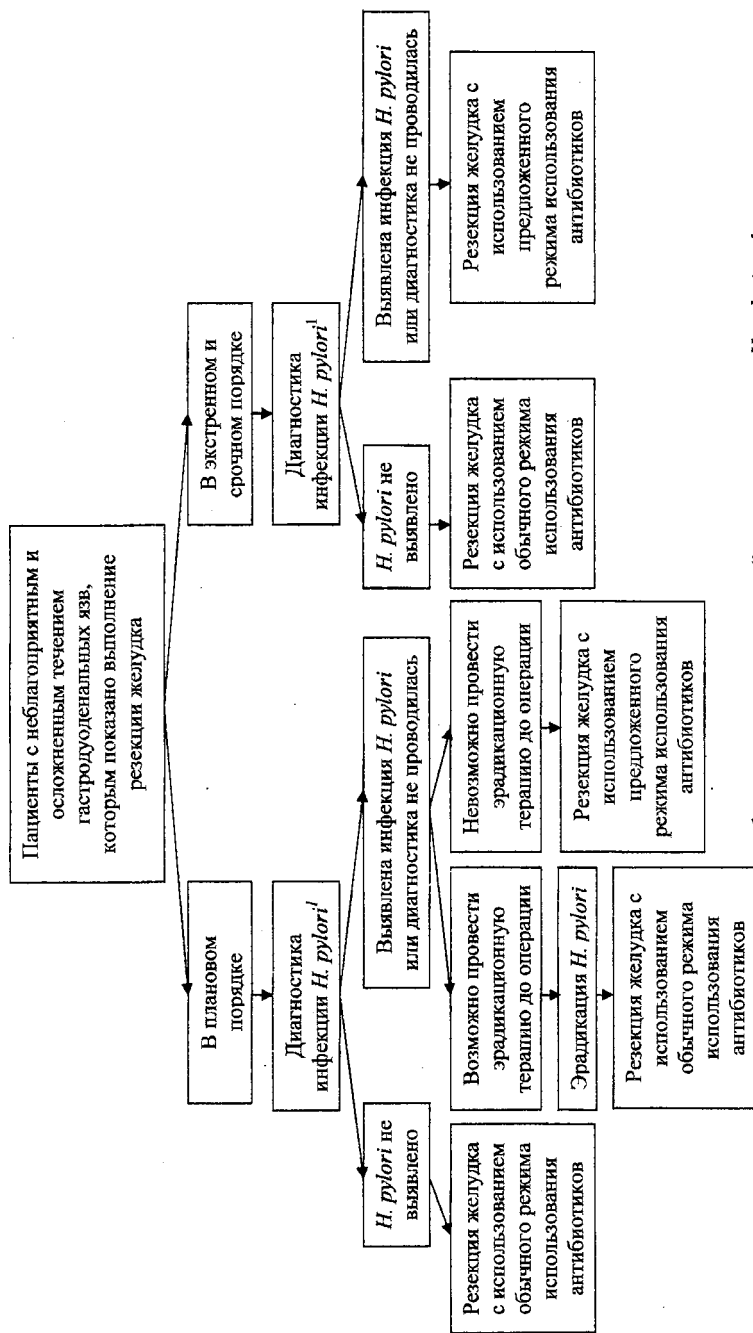 Пациенты с неблагоприятным и
осложненным течением
гастродуоденальных язв,
которым показано выполнение
резекции желудка
В плановом
порядке
В экстренном и
срочном порядке
Диагностика
инфекции H. pylori¹
Диагностика
инфекции H. pylori¹
H. pylori не
выявлено
Выявлена инфекция H. pylori
или диагностика не проводилась
H. pylori не
выявлено
Выявлена инфекция H. pylori
или диагностика не проводилась
Резекция желудка
с использованием
обычного режима
использования
антибиотиков
Возможно провести
эрадикационную
терапию до операции
Невозможно провести
эрадикационную
терапию до операции
Резекция желудка
с использованием
обычного режима
использования
антибиотиков
Резекция желудка с
использованием
предложенного
режима использования
антибиотиков
Эрадикация H. pylori
Резекция желудка с
использованием
предложенного
режима использования
антибиотиков
Резекция желудка с
использованием
обычного режима
использования
антибиотиков